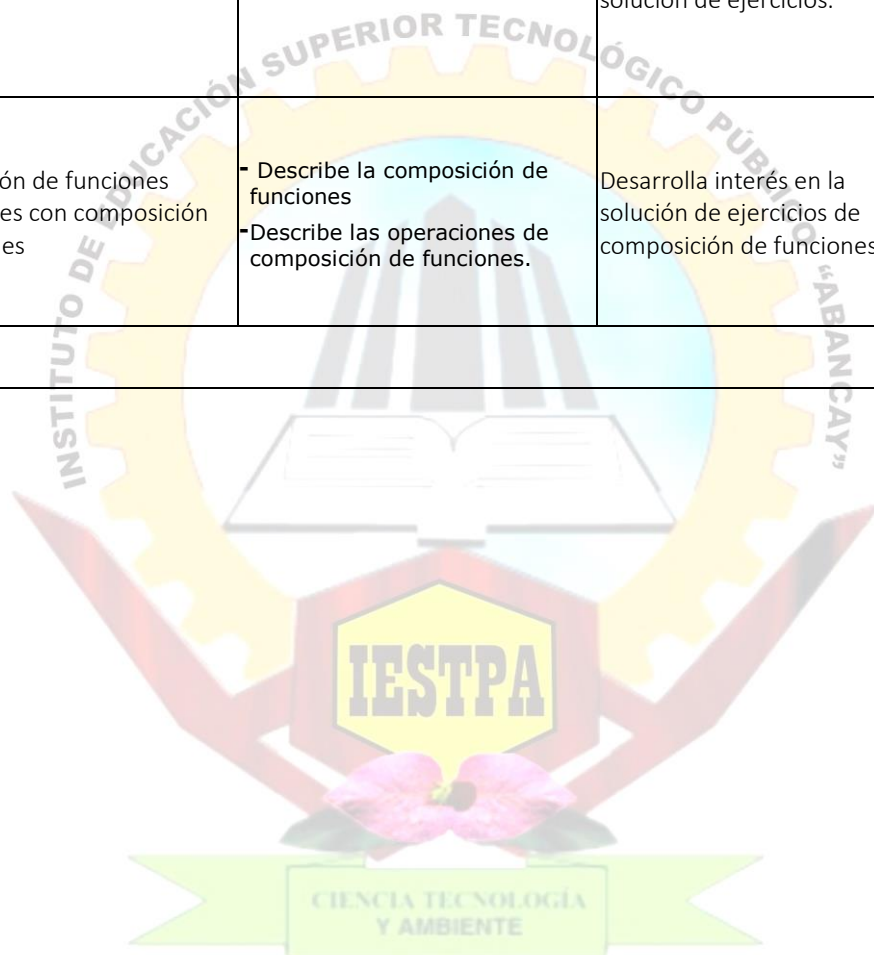 solución de ejercicios.
INSTITUTO DE EDUCACIÓN SUPERIOR TECNOLÓGICO PÚBLICO "ABANCAY"
ón de funciones
es con composición
es
- Describe la composición de
funciones
-Describe las operaciones de
composición de funciones.
Desarrolla interés en la
solución de ejercicios de
composición de funciones
IESTPA
CIENCIA TECNOLOGÍA
Y AMBIENTE